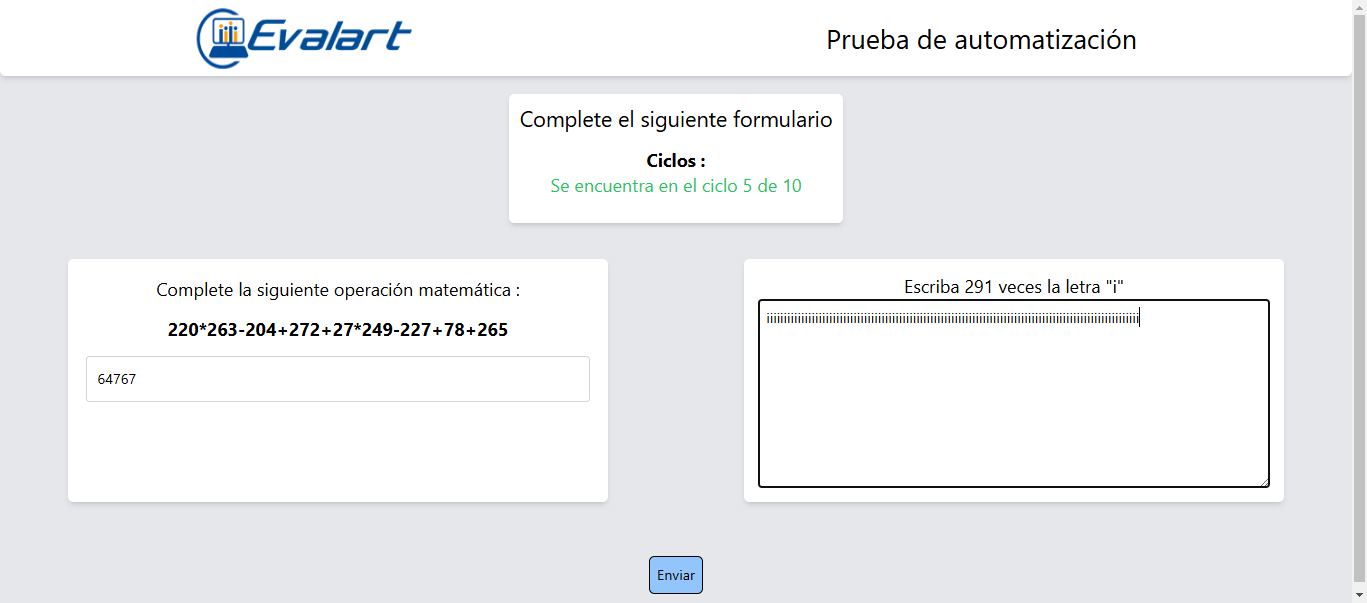 Evalart
Prueba de automatización
Complete el siguiente formulario
Ciclos :
Se encuentra en el ciclo 5 de 10
Complete la siguiente operación matemática :
220*263-204+272+27*249-227+78+265
64767
Escriba 291 veces la letra "i"
Enviar